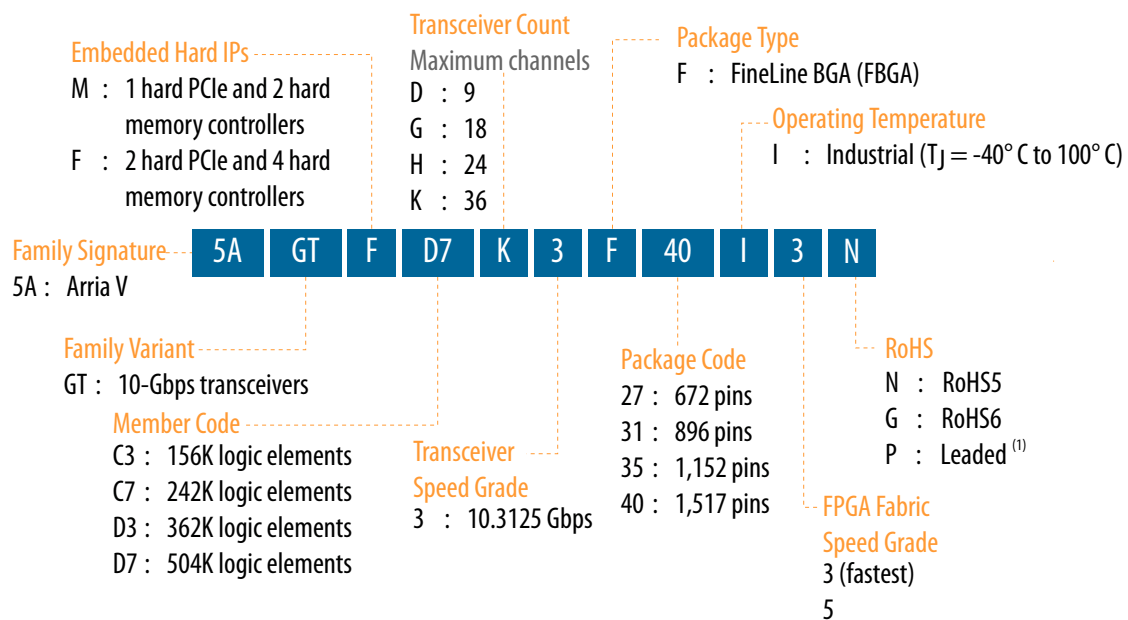 Embedded Hard IPs
M : 1 hard PCIe and 2 hard
memory controllers
F : 2 hard PCIe and 4 hard
memory controllers
Transceiver Count
Maximum channels
D : 9
G : 18
H : 24
K : 36
Package Type
F : FineLine BGA (FBGA)
Operating Temperature
I : Industrial (TJ = -40° C to 100° C)
Family Signature
5A : Arria V
5A GT F D7 K 3 F 40 I 3 N
Family Variant
GT : 10-Gbps transceivers
Member Code
C3 : 156K logic elements
C7 : 242K logic elements
D3 : 362K logic elements
D7 : 504K logic elements
Transceiver
Speed Grade
3 : 10.3125 Gbps
Package Code
27 : 672 pins
31 : 896 pins
35 : 1,152 pins
40 : 1,517 pins
RoHS
N : RoHS5
G : RoHS6
P : Leaded (1)
FPGA Fabric
Speed Grade
3 (fastest)
5